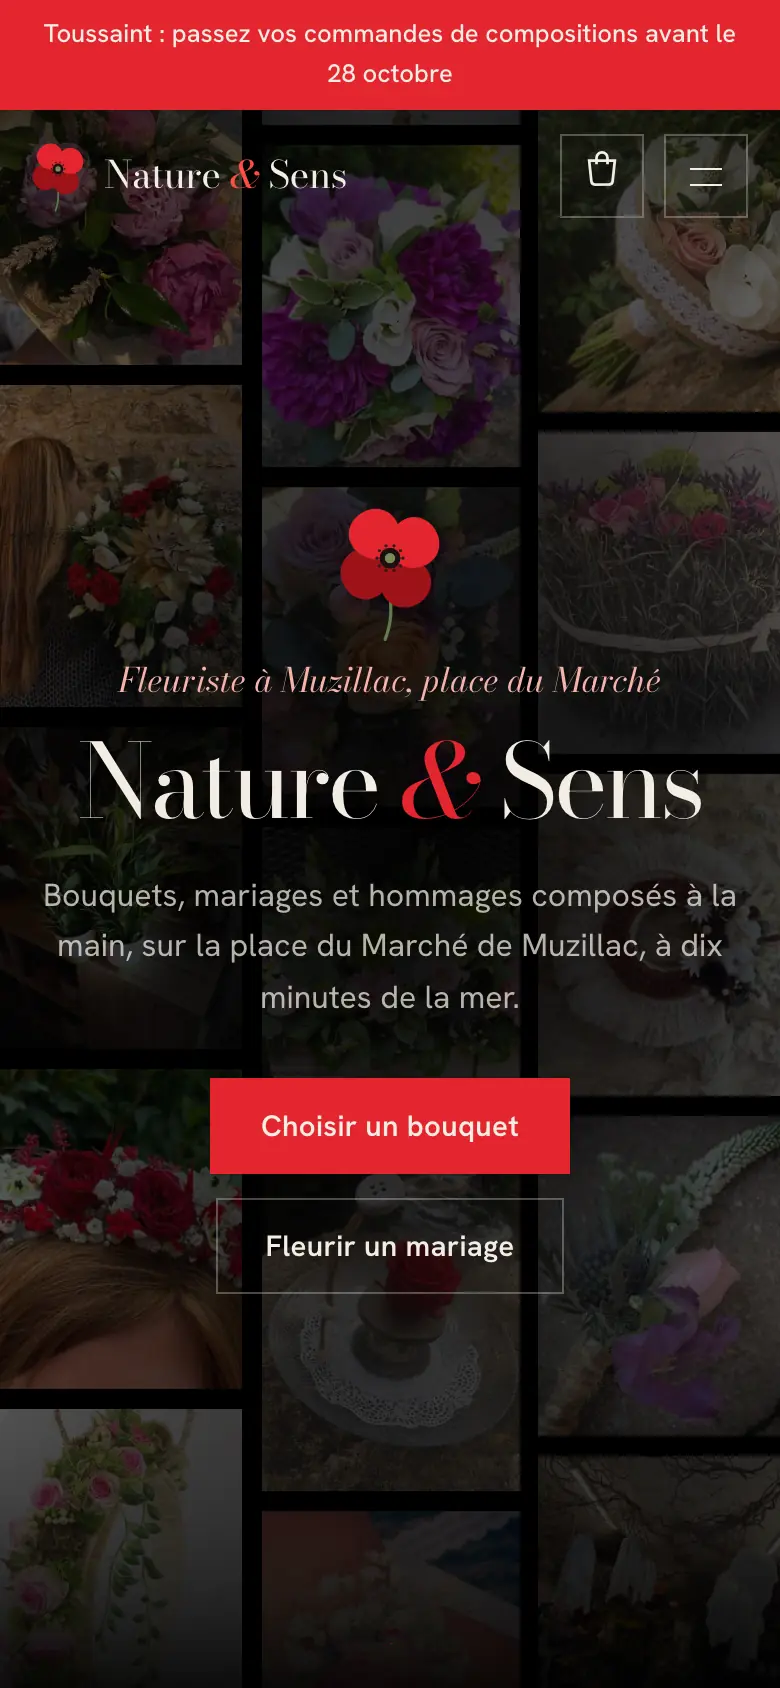 Toussaint : passez vos commandes de compositions avant le
28 octobre
Nature & Sens
Fleuriste à Muzillac, place du Marché
Nature & Sens
Bouquets, mariages et hommages composés à la
main, sur la place du Marché de Muzillac, à dix
minutes de la mer.
Choisir un bouquet
Fleurir un mariage